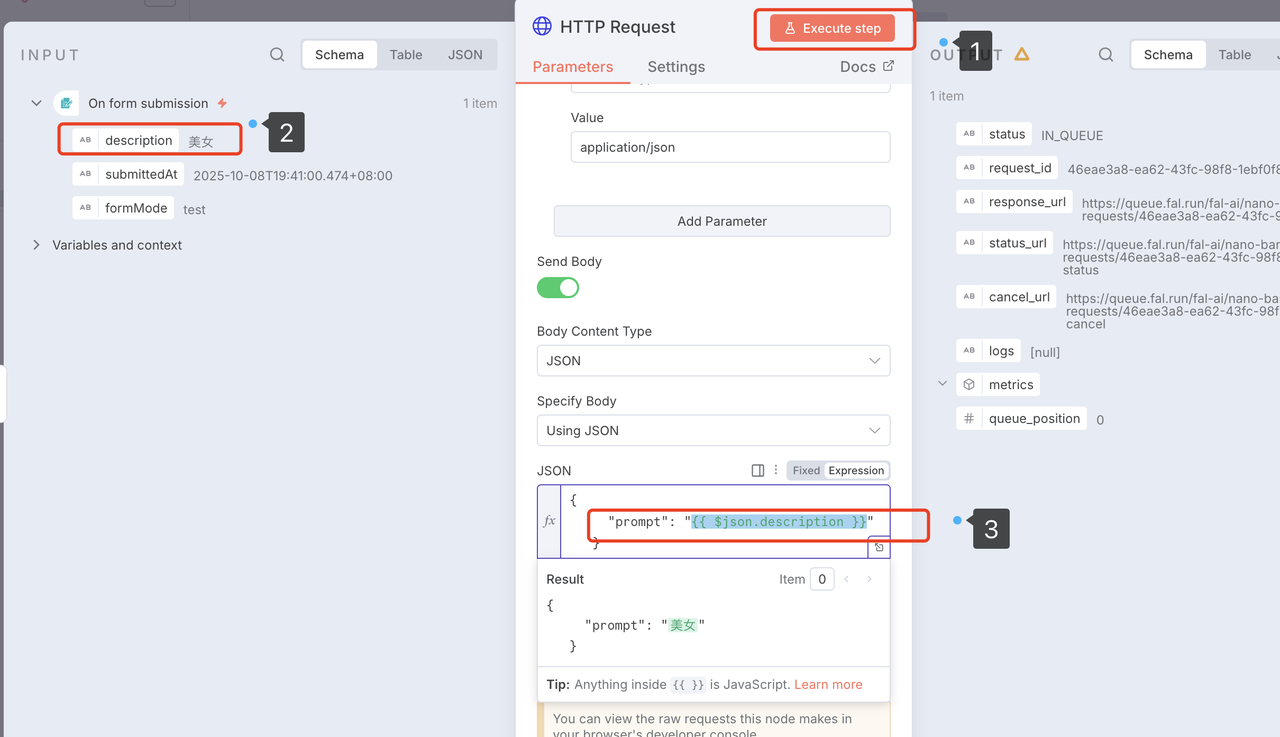 HTTP Request
Execute step
1
INPUT
Schema
Table
JSON
Parameters
Settings
Docs
OUTPUT
Schema
Table
On form submission
1 item
1 item
description
美女
2
submittedAt
2025-10-08T19:41:00.474+08:00
formMode
test
Variables and context
Value
application/json
Add Parameter
Send Body
Body Content Type
JSON
Specify Body
Using JSON
JSON
Fixed
Expression
fx
{
"prompt": "{{ $json.description }}"
}
3
Result
Item
0
{
"prompt": "美女"
}
Tip: Anything inside {{ }} is JavaScript. Learn more
You can view the raw requests this node makes in
your browser's developer console
AB
status
IN_QUEUE
AB
request_id
46eae3a8-ea62-43fc-98f8-1ebf0f8
AB
response_url
https://queue.fal.run/fal-ai/nano-
requests/46eae3a8-ea62-43fc-9
AB
status_url
https://queue.fal.run/fal-ai/nano-bar
requests/46eae3a8-ea62-43fc-98f8
status
AB
cancel_url
https://queue.fal.run/fal-ai/nano-ba
requests/46eae3a8-ea62-43fc-98f
cancel
AB
logs
[null]
metrics
#
queue_position
0